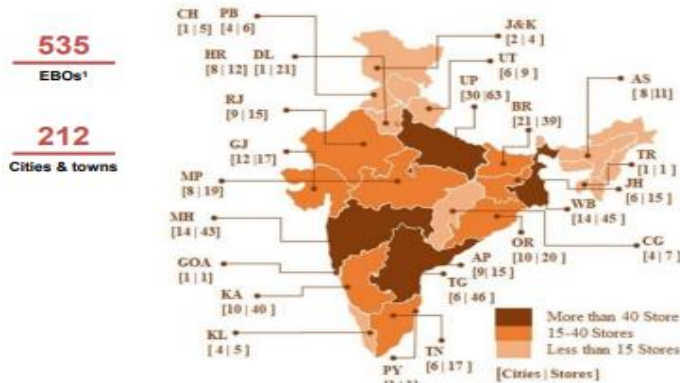 535
EBOs¹
212
Cities & towns
CH
[1 | 5]
PB
[4 | 6]
J&K
[2 | 4 ]
HR
[8 | 12]
DL
[1 | 21]
UT
[6 | 9 ]
UP
[30 |63 ]
AS
[ 8 |11]
RJ
[9 | 15]
BR
[21 | 39]
GJ
[12 |17]
TR
[1 | 1 ]
MP
[8 | 19]
JH
[6 | 15]
WB
[14 | 45 ]
MH
[14 | 43]
CG
[4 | 7]
OR
[10 | 20 ]
AP
[9| 15 ]
GOA
[1 | 1]
TG
[6 | 46]
KA
[10 | 40 ]
KL
[ 4 | 5 ]
TN
[6 | 17 ]
PY
More than 40 Store
15-40 Stores
Less than 15 Stores
[Cities | Stores]